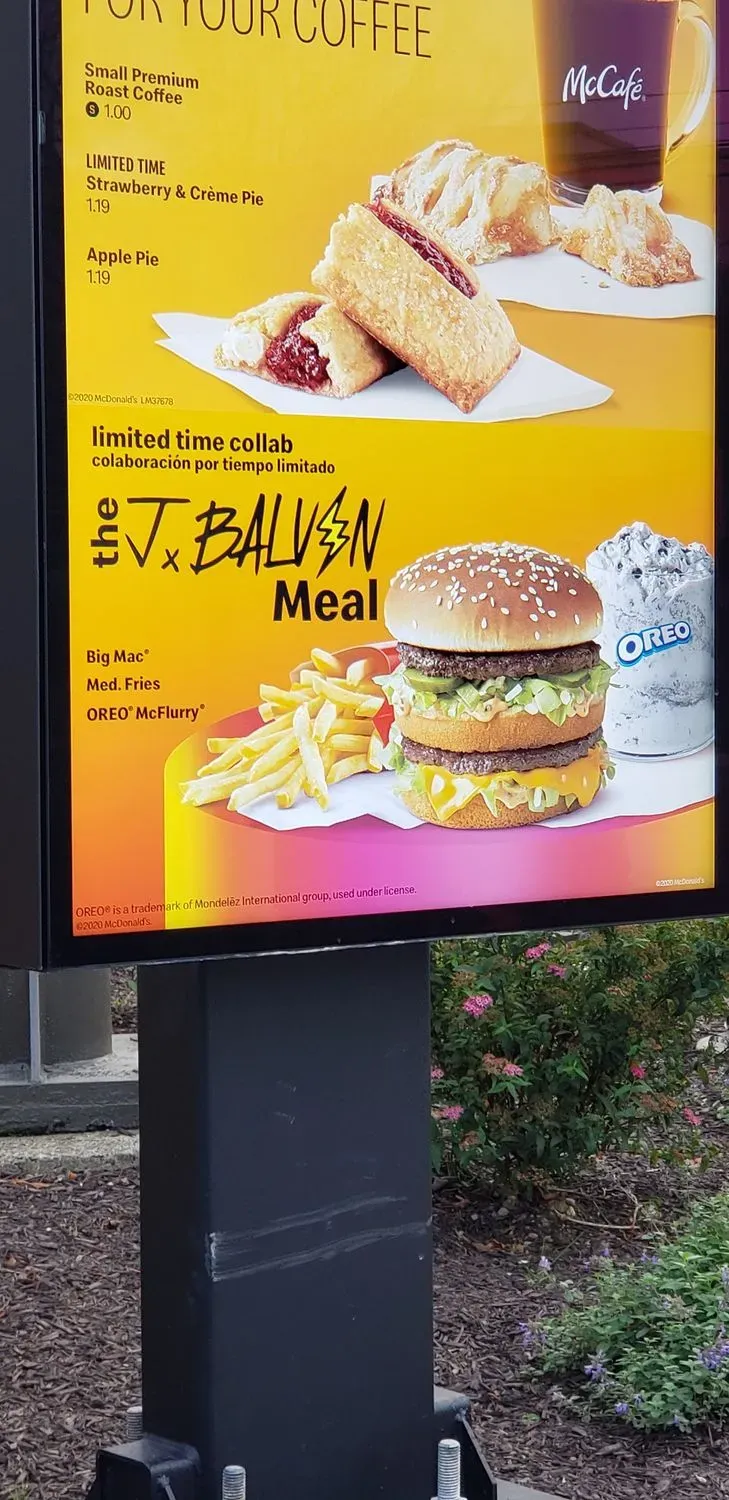 FOR YOUR COFFEE
McCafé®
Small Premium
Roast Coffee
S 1.00
LIMITED TIME
Strawberry & Crème Pie
1.19
Apple Pie
1.19
©2020 McDonald's LM37678
limited time collab
colaboración por tiempo limitado
the J x BALVIN
Meal
Big Mac®
Med. Fries
OREO® McFlurry®
OREO
OREO® is a trademark of Mondelēz International group, used under license.
©2020 McDonald's.
©2020 McDonald's